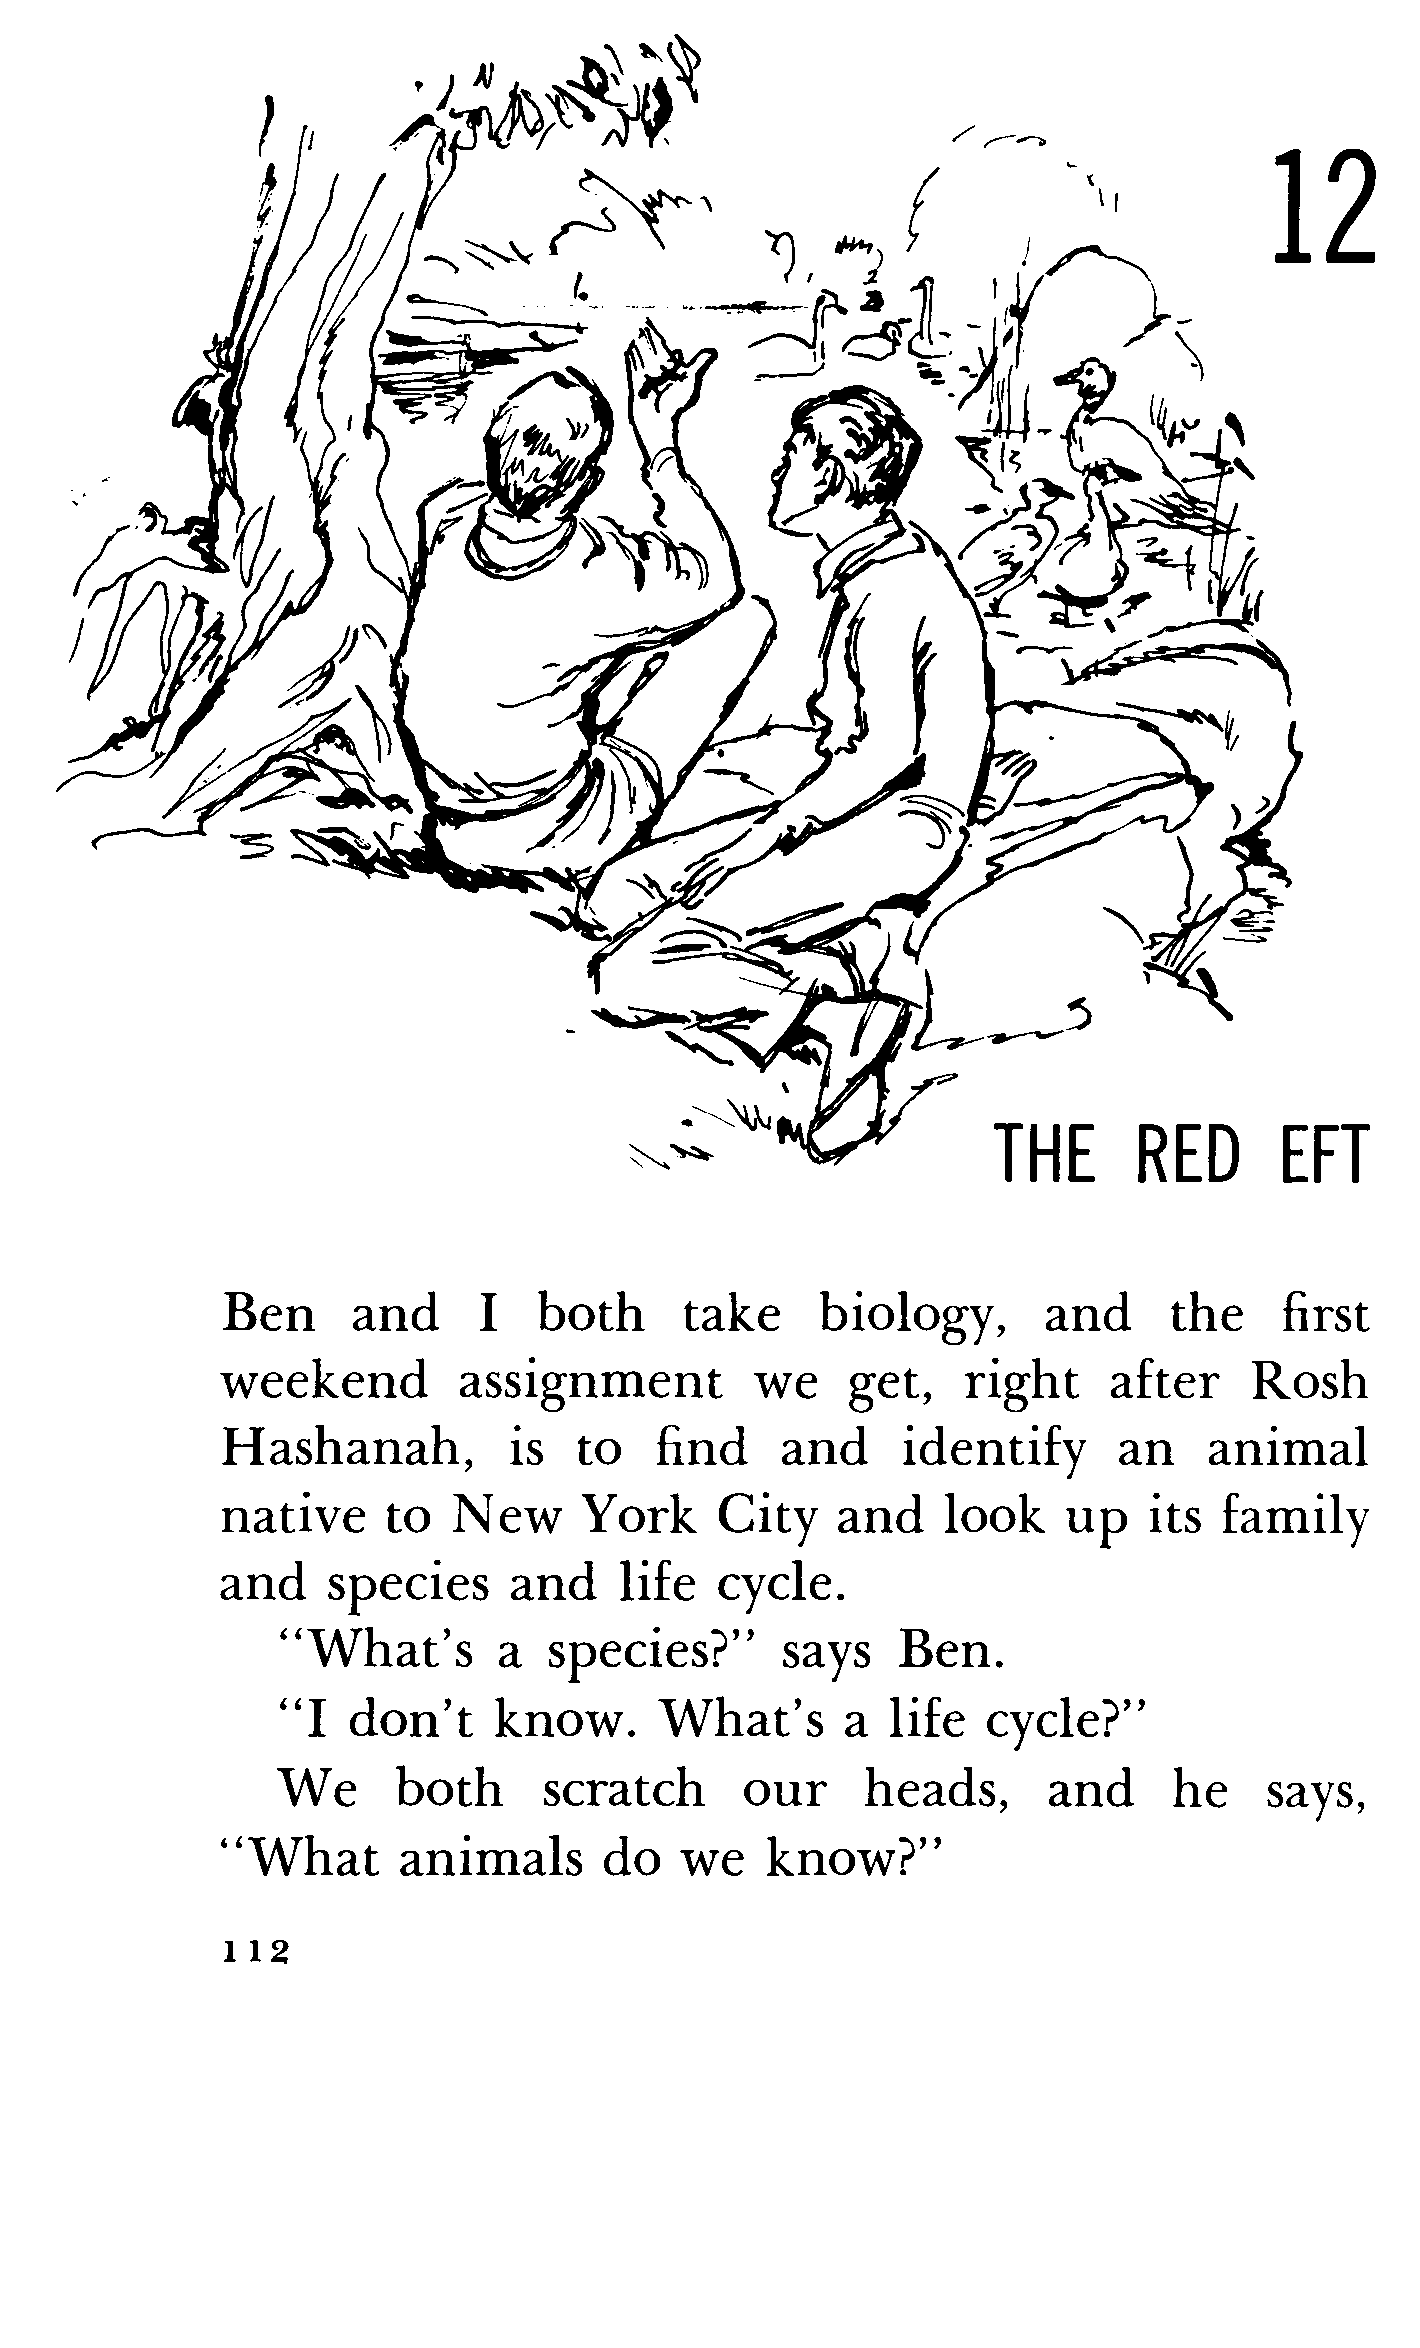 12
THE RED EFT
Ben and I both take biology, and the first
weekend assignment we get, right after Rosh
Hashanah, is to find and identify an animal
native to New York City and look up its family
and species and life cycle.
“What’s a species?” says Ben.
“I don’t know. What’s a life cycle?”
We both scratch our heads, and he says,
“What animals do we know?”
112